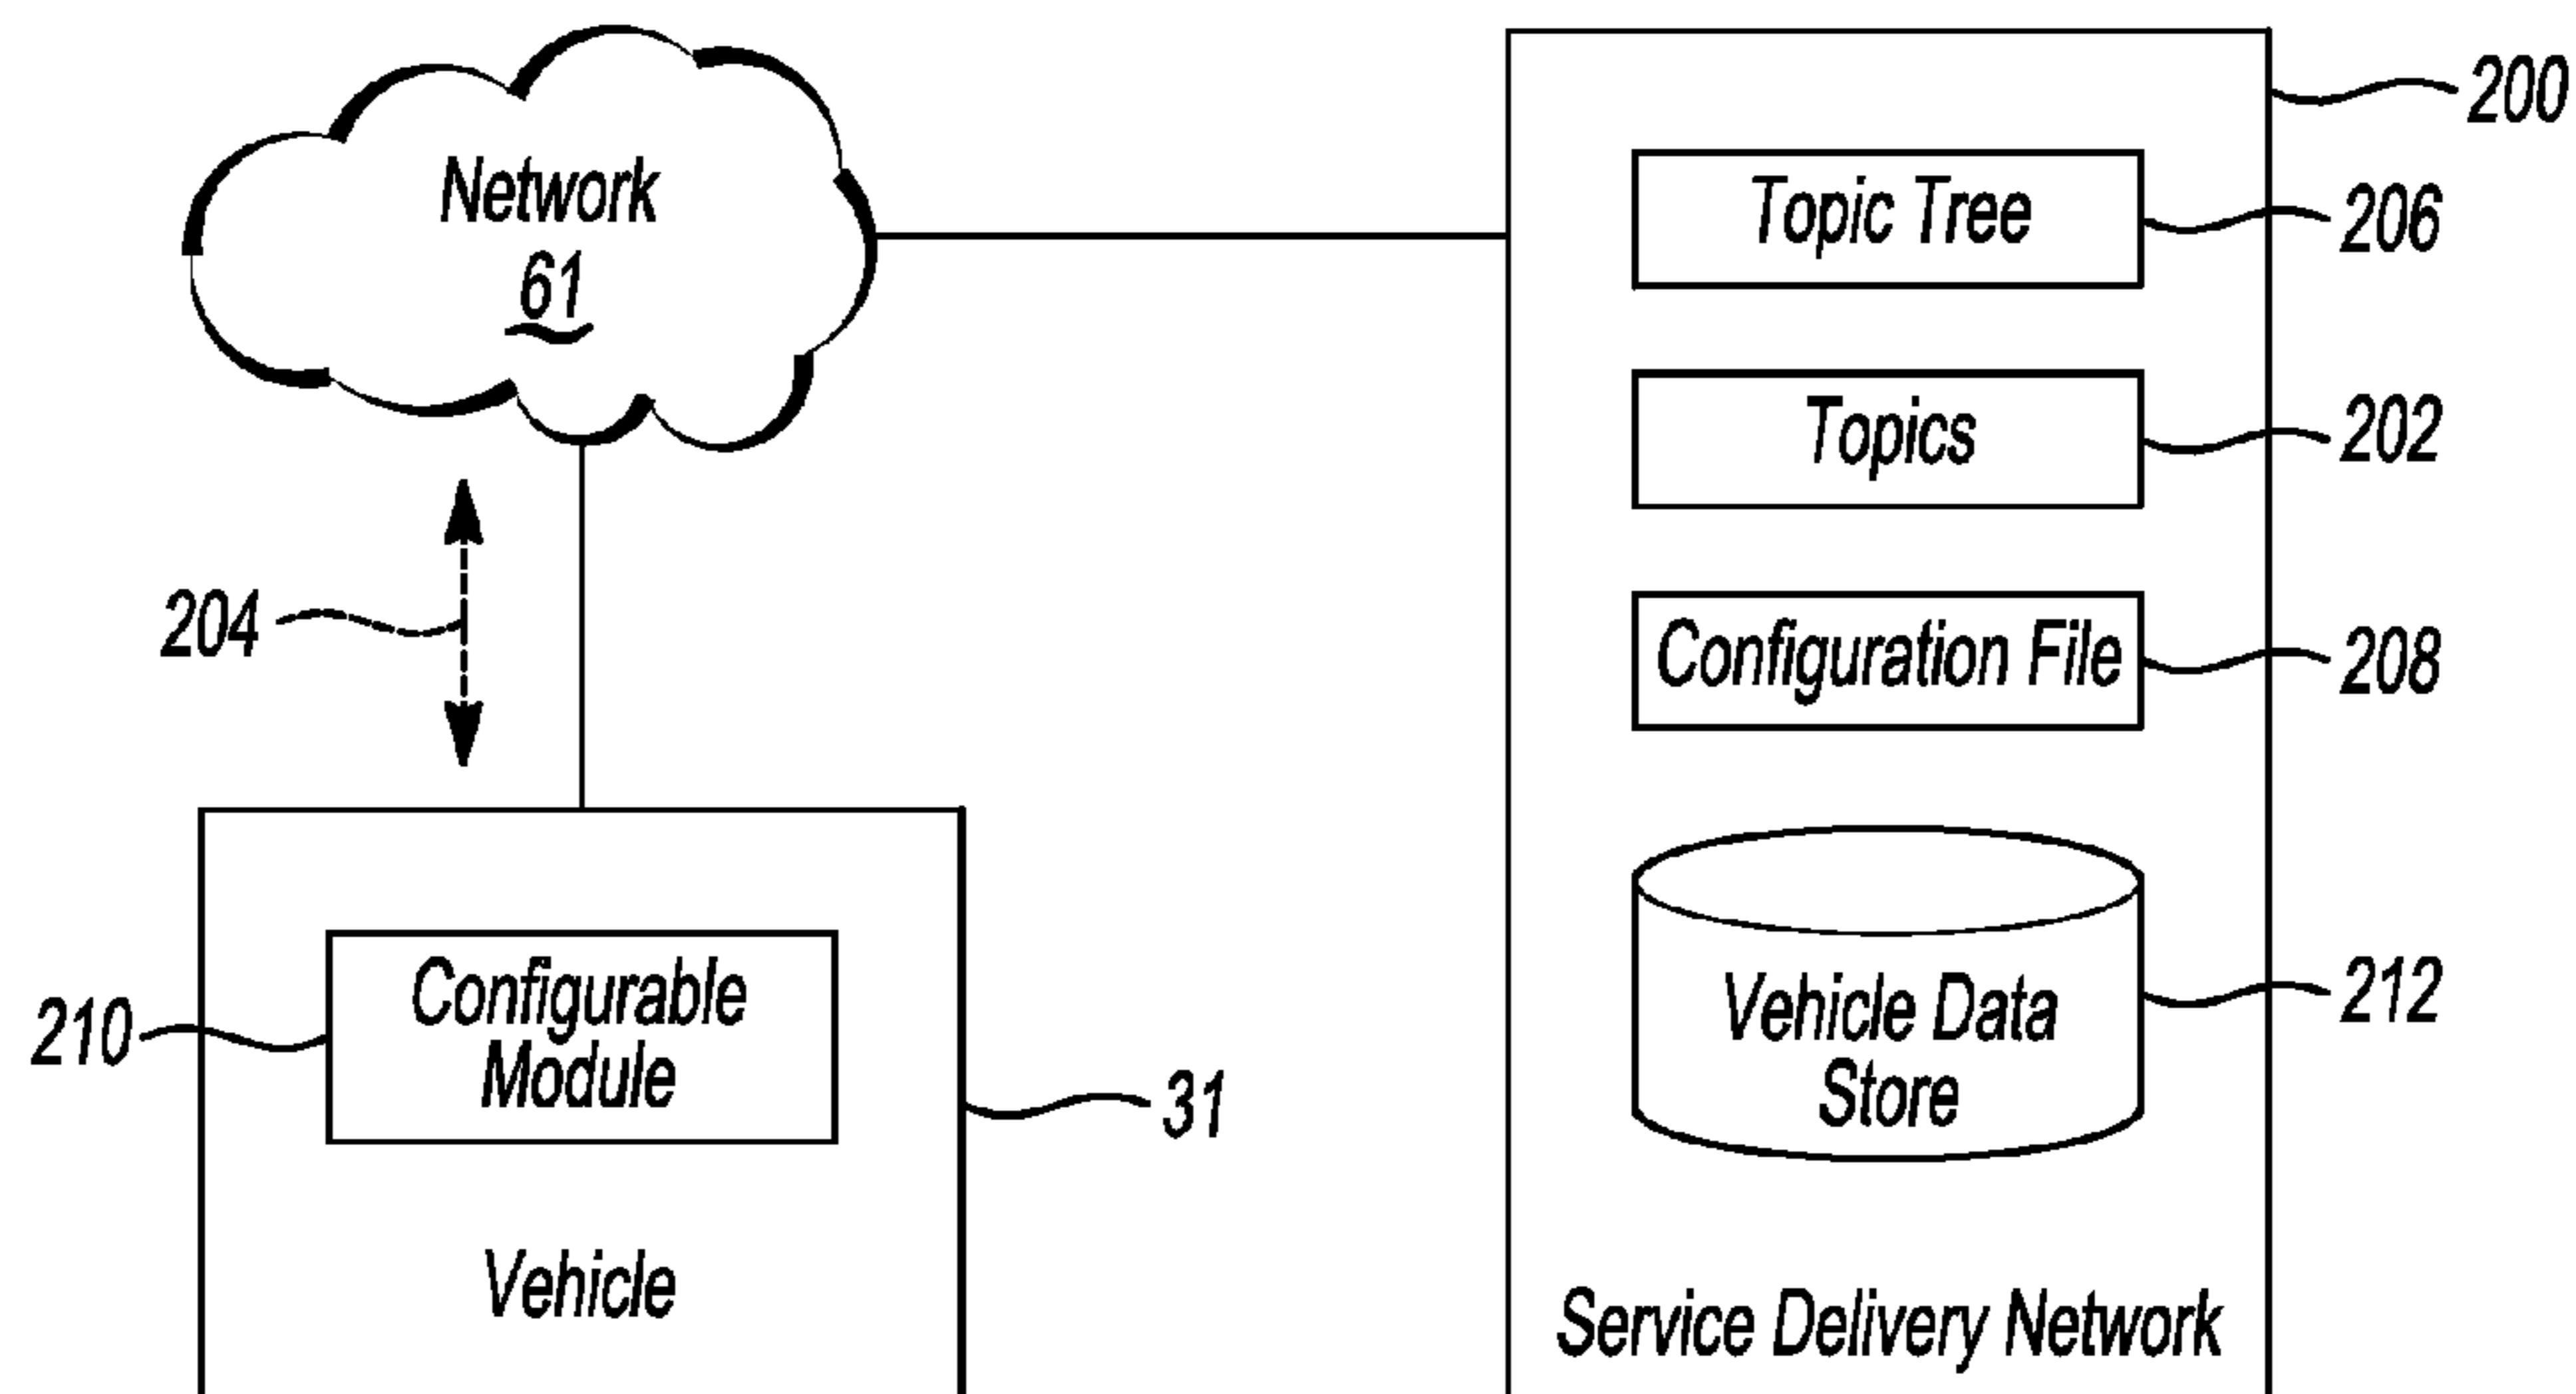 Network
61
200
Topic Tree
206
Topics
202
204
Configuration File
208
Configurable
Module
210
31
Vehicle Data
Store
212
Vehicle
Service Delivery Network